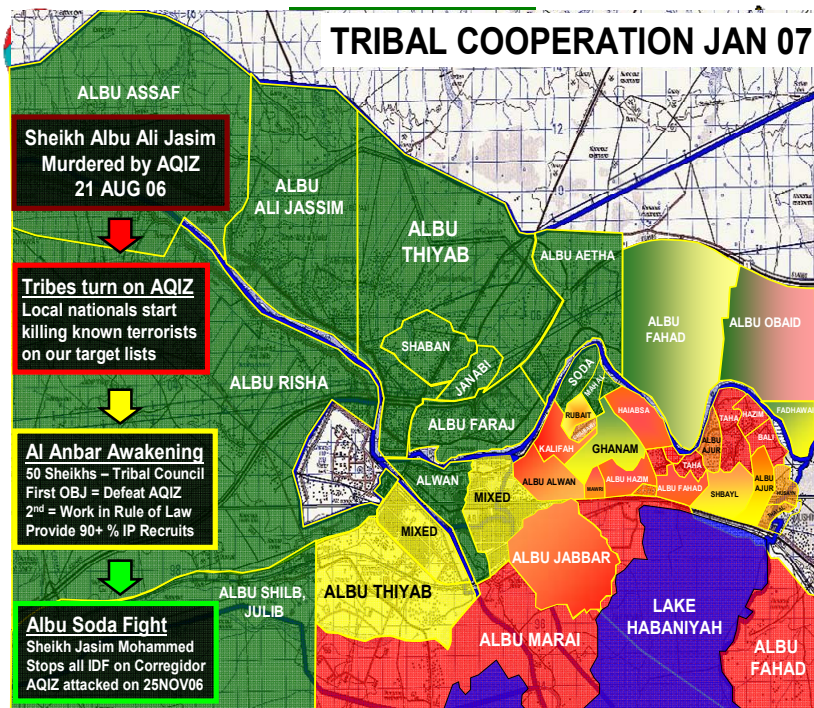 TRIBAL COOPERATION JAN 07
ALBU ASSAF
Sheikh Albu Ali Jasim
Murdered by AQIZ
21 AUG 06
ALBU
ALI JASSIM
ALBU
THIYAB
ALBU AETHA
Tribes turn on AQIZ
Local nationals start
killing known terrorists
on our target lists
ALBU
FAHAD
ALBU OBAID
SHABAN
JANABI
ALBU RISHA
ALBU FARAJ
SODA
MAHAL
RUBAIT
HAIABSA
KALIFAH
GHANAM
TAHA
HAZIM
FADHAWAI
BALI
ALBU
AJUR
Al Anbar Awakening
50 Sheikhs – Tribal Council
First OBJ = Defeat AQIZ
2nd = Work in Rule of Law
Provide 90+ % IP Recruits
ALWAN
MIXED
MIXED
ALBU ALWAN
MAWRI
ALBU HAZIM
TAHA
ALBU FAHAD
SHBAYL
ALBU
AJUR
HUSAYN
ALBU JABBAR
ALBU THIYAB
ALBU SHILB,
JULIB
ALBU MARAI
LAKE
HABANIYAH
ALBU
FAHAD
Albu Soda Fight
Sheikh Jasim Mohammed
Stops all IDF on Corregidor
AQIZ attacked on 25NOV06